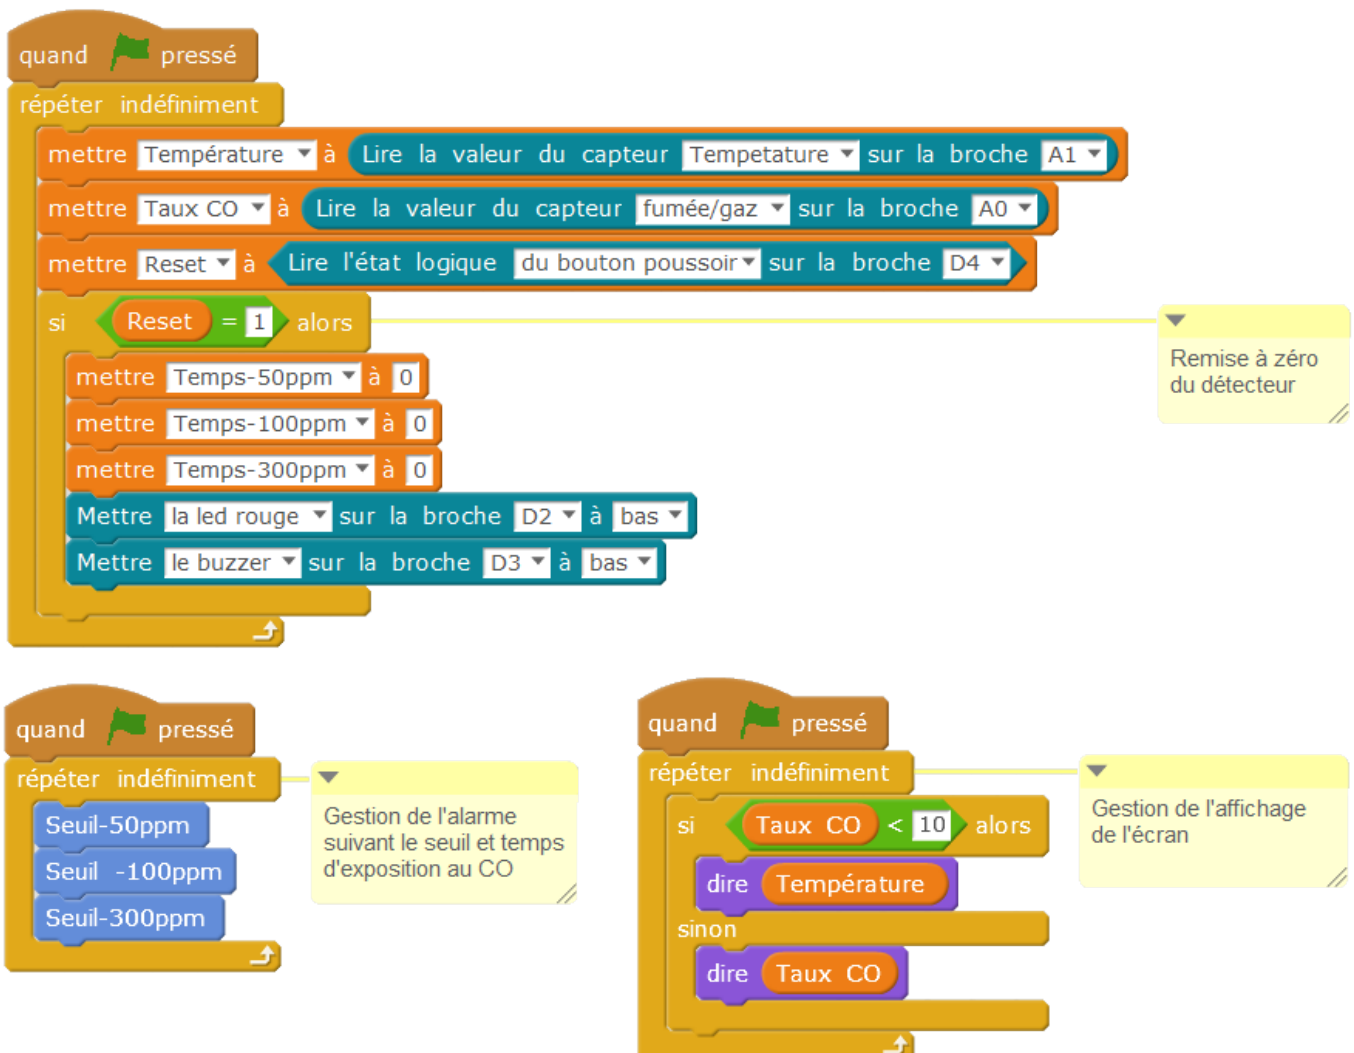 quand pressé
répéter indéfiniment
mettre Température à Lire la valeur du capteur Tempetature sur la broche A1
mettre Taux CO à Lire la valeur du capteur fumée/gaz sur la broche A0
mettre Reset à Lire l'état logique du bouton poussoir sur la broche D4
si Reset = 1 alors
Remise à zéro
du détecteur
mettre Temps-50ppm à 0
mettre Temps-100ppm à 0
mettre Temps-300ppm à 0
Mettre la led rouge sur la broche D2 à bas
Mettre le buzzer sur la broche D3 à bas
quand pressé
répéter indéfiniment
Seuil-50ppm
Seuil -100ppm
Seuil-300ppm
Gestion de l'alarme
suivant le seuil et temps
d'exposition au CO
quand pressé
répéter indéfiniment
si Taux CO < 10 alors
dire Température
sinon
dire Taux CO
Gestion de l'affichage
de l'écran